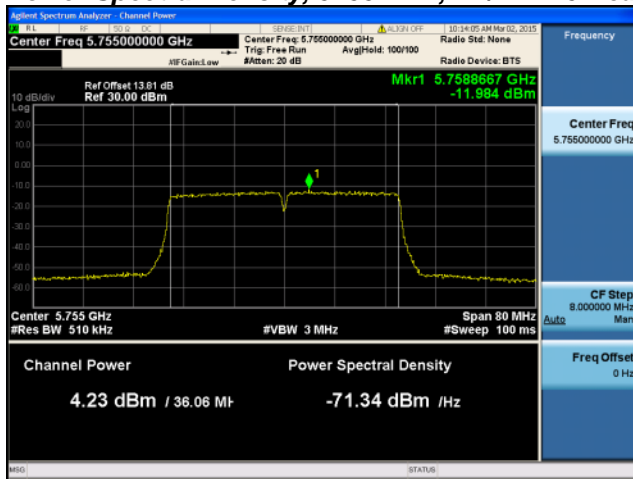 Agilent Spectrum Analyzer - Channel Power
RL RF 50 Ω DC SENSE:INT ALIGN OFF 10:14:05 AM Mar 02, 2015
Center Freq 5.755000000 GHz
Center Freq: 5.755000000 GHz
Radio Std: None
Trig: Free Run Avg|Hold: 100/100
#IFGain:Low #Atten: 20 dB Radio Device: BTS
Mkr1 5.7588667 GHz
-11.984 dBm
Ref Offset 13.81 dB
10 dB/div Ref 30.00 dBm
Log
20.0
10.0
0.00
-10.0
-20.0
-30.0
-40.0
-50.0
-60.0
1
Center 5.755 GHz Span 80 MHz
#Res BW 510 kHz #VBW 3 MHz #Sweep 100 ms
Channel Power Power Spectral Density
4.23 dBm / 36.06 MH -71.34 dBm /Hz
MSG STATUS
Frequency
Center Freq
5.755000000 GHz
CF Step
8.000000 MHz
Auto Man
Freq Offset
0 Hz